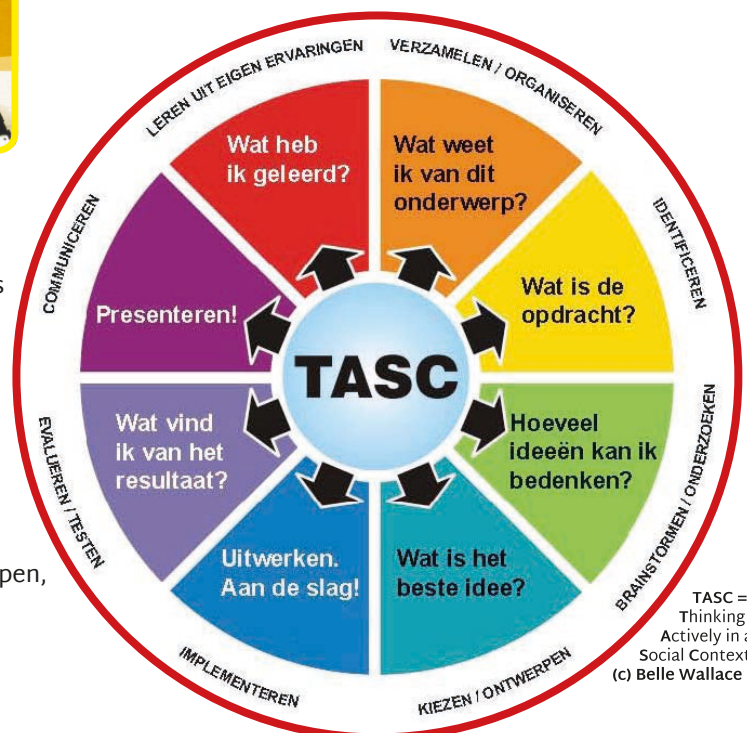 VERZAMELEN / ORGANISEREN
Wat weet
ik van dit
onderwerp?
IDENTIFICEREN
Wat is de
opdracht?
BRAINSTORMEN / ONDERZOEKEN
Hoeveel
ideeën kan ik
bedenken?
KIEZEN / ONTWERPEN
Wat is het
beste idee?
IMPLEMENTEREN
Uitwerken.
Aan de slag!
EVALUEREN / TESTEN
Wat vind
ik van het
resultaat?
COMMUNICEREN
Presenteren!
LEREN UIT EIGEN ERVARINGEN
Wat heb
ik geleerd?
TASC
s
pen,
TASC =
Thinking
Actively in a
Social Context
(c) Belle Wallace